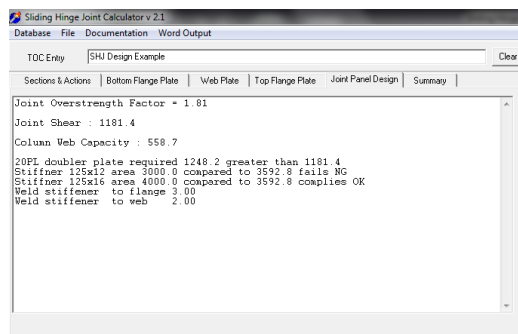 Sliding Hinge Joint Calculator v 2.1
Database File Documentation Word Output
TOC Entry SHJ Design Example Clear
Sections & Actions Bottom Flange Plate Web Plate Top Flange Plate Joint Panel Design Summary
Joint Overstrength Factor = 1.81
Joint Shear : 1181.4
Column Web Capacity : 558.7
20PL doubler plate required 1248.2 greater than 1181.4
Stiffner 125x12 area 3000.0 compared to 3592.8 fails NG
Stiffner 125x16 area 4000.0 compared to 3592.8 complies OK
Weld stiffener to flange 3.00
Weld stiffener to web 2.00